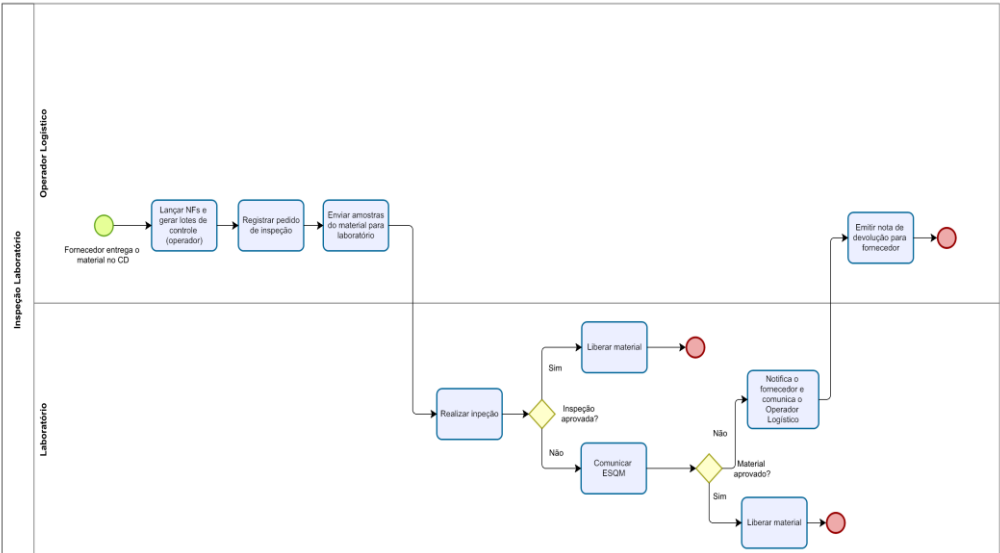 Inspeção Laboratório
Operador Logístico
Fornecedor entrega o
material no CD
Lançar NFs e
gerar lotes de
controle
(operador)
Registrar pedido
de inspeção
Enviar amostras
do material para
laboratório
Emitir nota de
devolução para
fornecedor
Laboratório
Realizar inpeção
Inspeção
aprovada?
Sim
Liberar material
Não
Comunicar
ESQM
Material
aprovado?
Não
Notifica o
fornecedor e
comunica o
Operador
Logístico
Sim
Liberar material